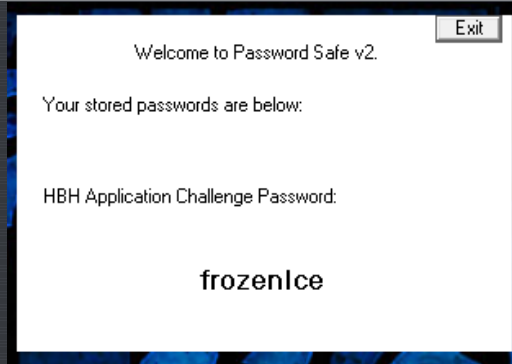 Exit
Welcome to Password Safe v2.
Your stored passwords are below:
HBH Application Challenge Password:
frozenIce